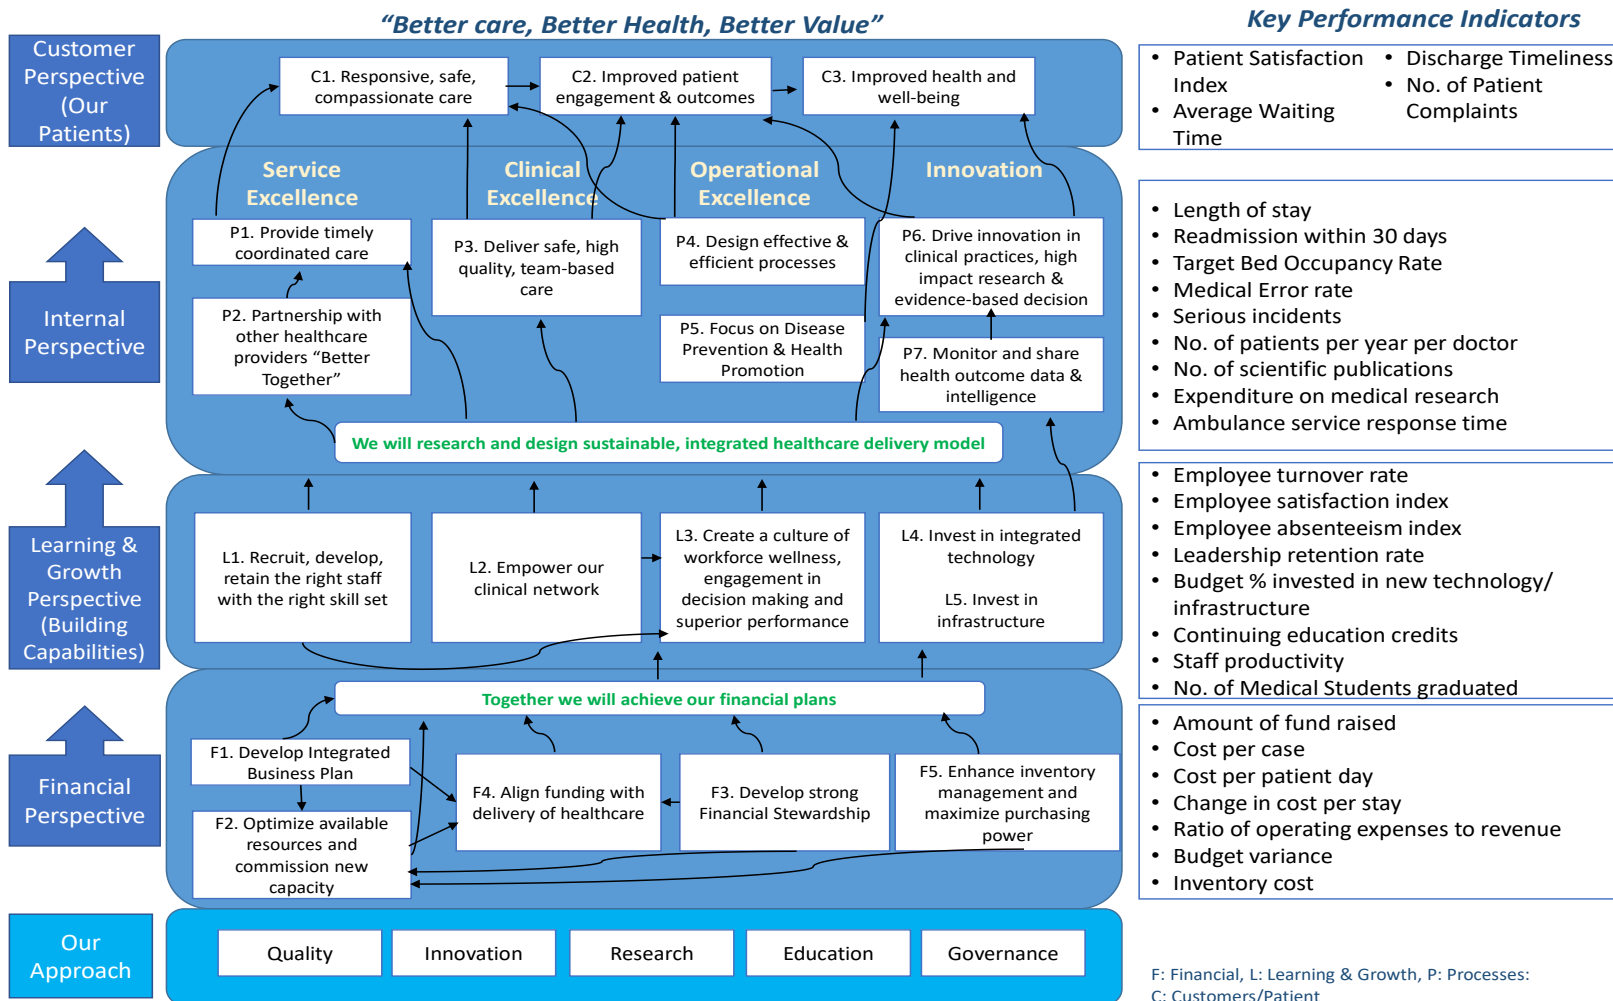 “Better care, Better Health, Better Value”
Key Performance Indicators
Customer
Perspective
(Our
Patients)
C1. Responsive, safe,
compassionate care
C2. Improved patient
engagement & outcomes
C3. Improved health and
well-being
• Patient Satisfaction
Index
• Average Waiting
Time
• Discharge Timeliness
• No. of Patient
Complaints
Service
Excellence
Clinical
Excellence
Operational
Excellence
Innovation
Internal
Perspective
P1. Provide timely
coordinated care
P2. Partnership with
other healthcare
providers “Better
Together”
P3. Deliver safe, high
quality, team-based
care
P4. Design effective &
efficient processes
P5. Focus on Disease
Prevention & Health
Promotion
P6. Drive innovation in
clinical practices, high
impact research &
evidence-based decision
P7. Monitor and share
health outcome data &
intelligence
We will research and design sustainable, integrated healthcare delivery model
• Length of stay
• Readmission within 30 days
• Target Bed Occupancy Rate
• Medical Error rate
• Serious incidents
• No. of patients per year per doctor
• No. of scientific publications
• Expenditure on medical research
• Ambulance service response time
Learning &
Growth
Perspective
(Building
Capabilities)
L1. Recruit, develop,
retain the right staff
with the right skill set
L2. Empower our
clinical network
L3. Create a culture of
workforce wellness,
engagement in
decision making and
superior performance
L4. Invest in integrated
technology
L5. Invest in
infrastructure
• Employee turnover rate
• Employee satisfaction index
• Employee absenteeism index
• Leadership retention rate
• Budget % invested in new technology/
infrastructure
• Continuing education credits
• Staff productivity
• No. of Medical Students graduated
Financial
Perspective
Together we will achieve our financial plans
F1. Develop Integrated
Business Plan
F2. Optimize available
resources and
commission new
capacity
F4. Align funding with
delivery of healthcare
F3. Develop strong
Financial Stewardship
F5. Enhance inventory
management and
maximize purchasing
power
• Amount of fund raised
• Cost per case
• Cost per patient day
• Change in cost per stay
• Ratio of operating expenses to revenue
• Budget variance
• Inventory cost
Our
Approach
Quality
Innovation
Research
Education
Governance
F: Financial, L: Learning & Growth, P: Processes:
C: Customers/Patient